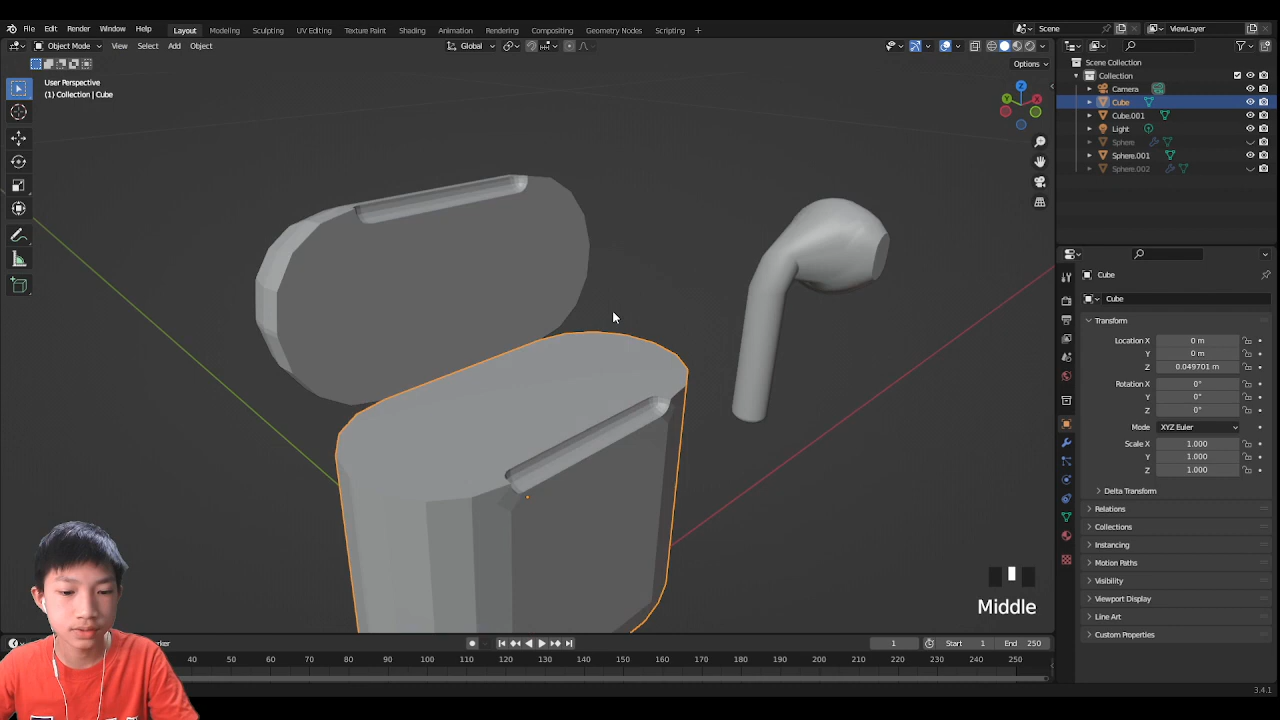 File Edit Render Window Help Layout Modeling Sculpting UV Editing Texture Paint Shading Animation Rendering Compositing Geometry Nodes Scripting + Scene ViewLayer
Object Mode View Select Add Object Global
Options
User Perspective
(1) Collection | Cube
Z
Y
X
Scene Collection
Collection
Camera
Cube
Cube.001
Light
Sphere
Sphere.001
Sphere.002
Cube
Cube
Transform
Location X 0 m
Y 0 m
Z 0.049701 m
Rotation X 0°
Y 0°
Z 0°
Mode XYZ Euler
Scale X 1.000
Y 1.000
Z 1.000
Delta Transform
Relations
Collections
Instancing
Motion Paths
Visibility
Viewport Display
Line Art
Custom Properties
Middle
1 Start 1 End 250
40 50 60 70 80 90 100 110 120 130 140 150 160 170 180 190 200 210 220 230 240 250
3.4.1